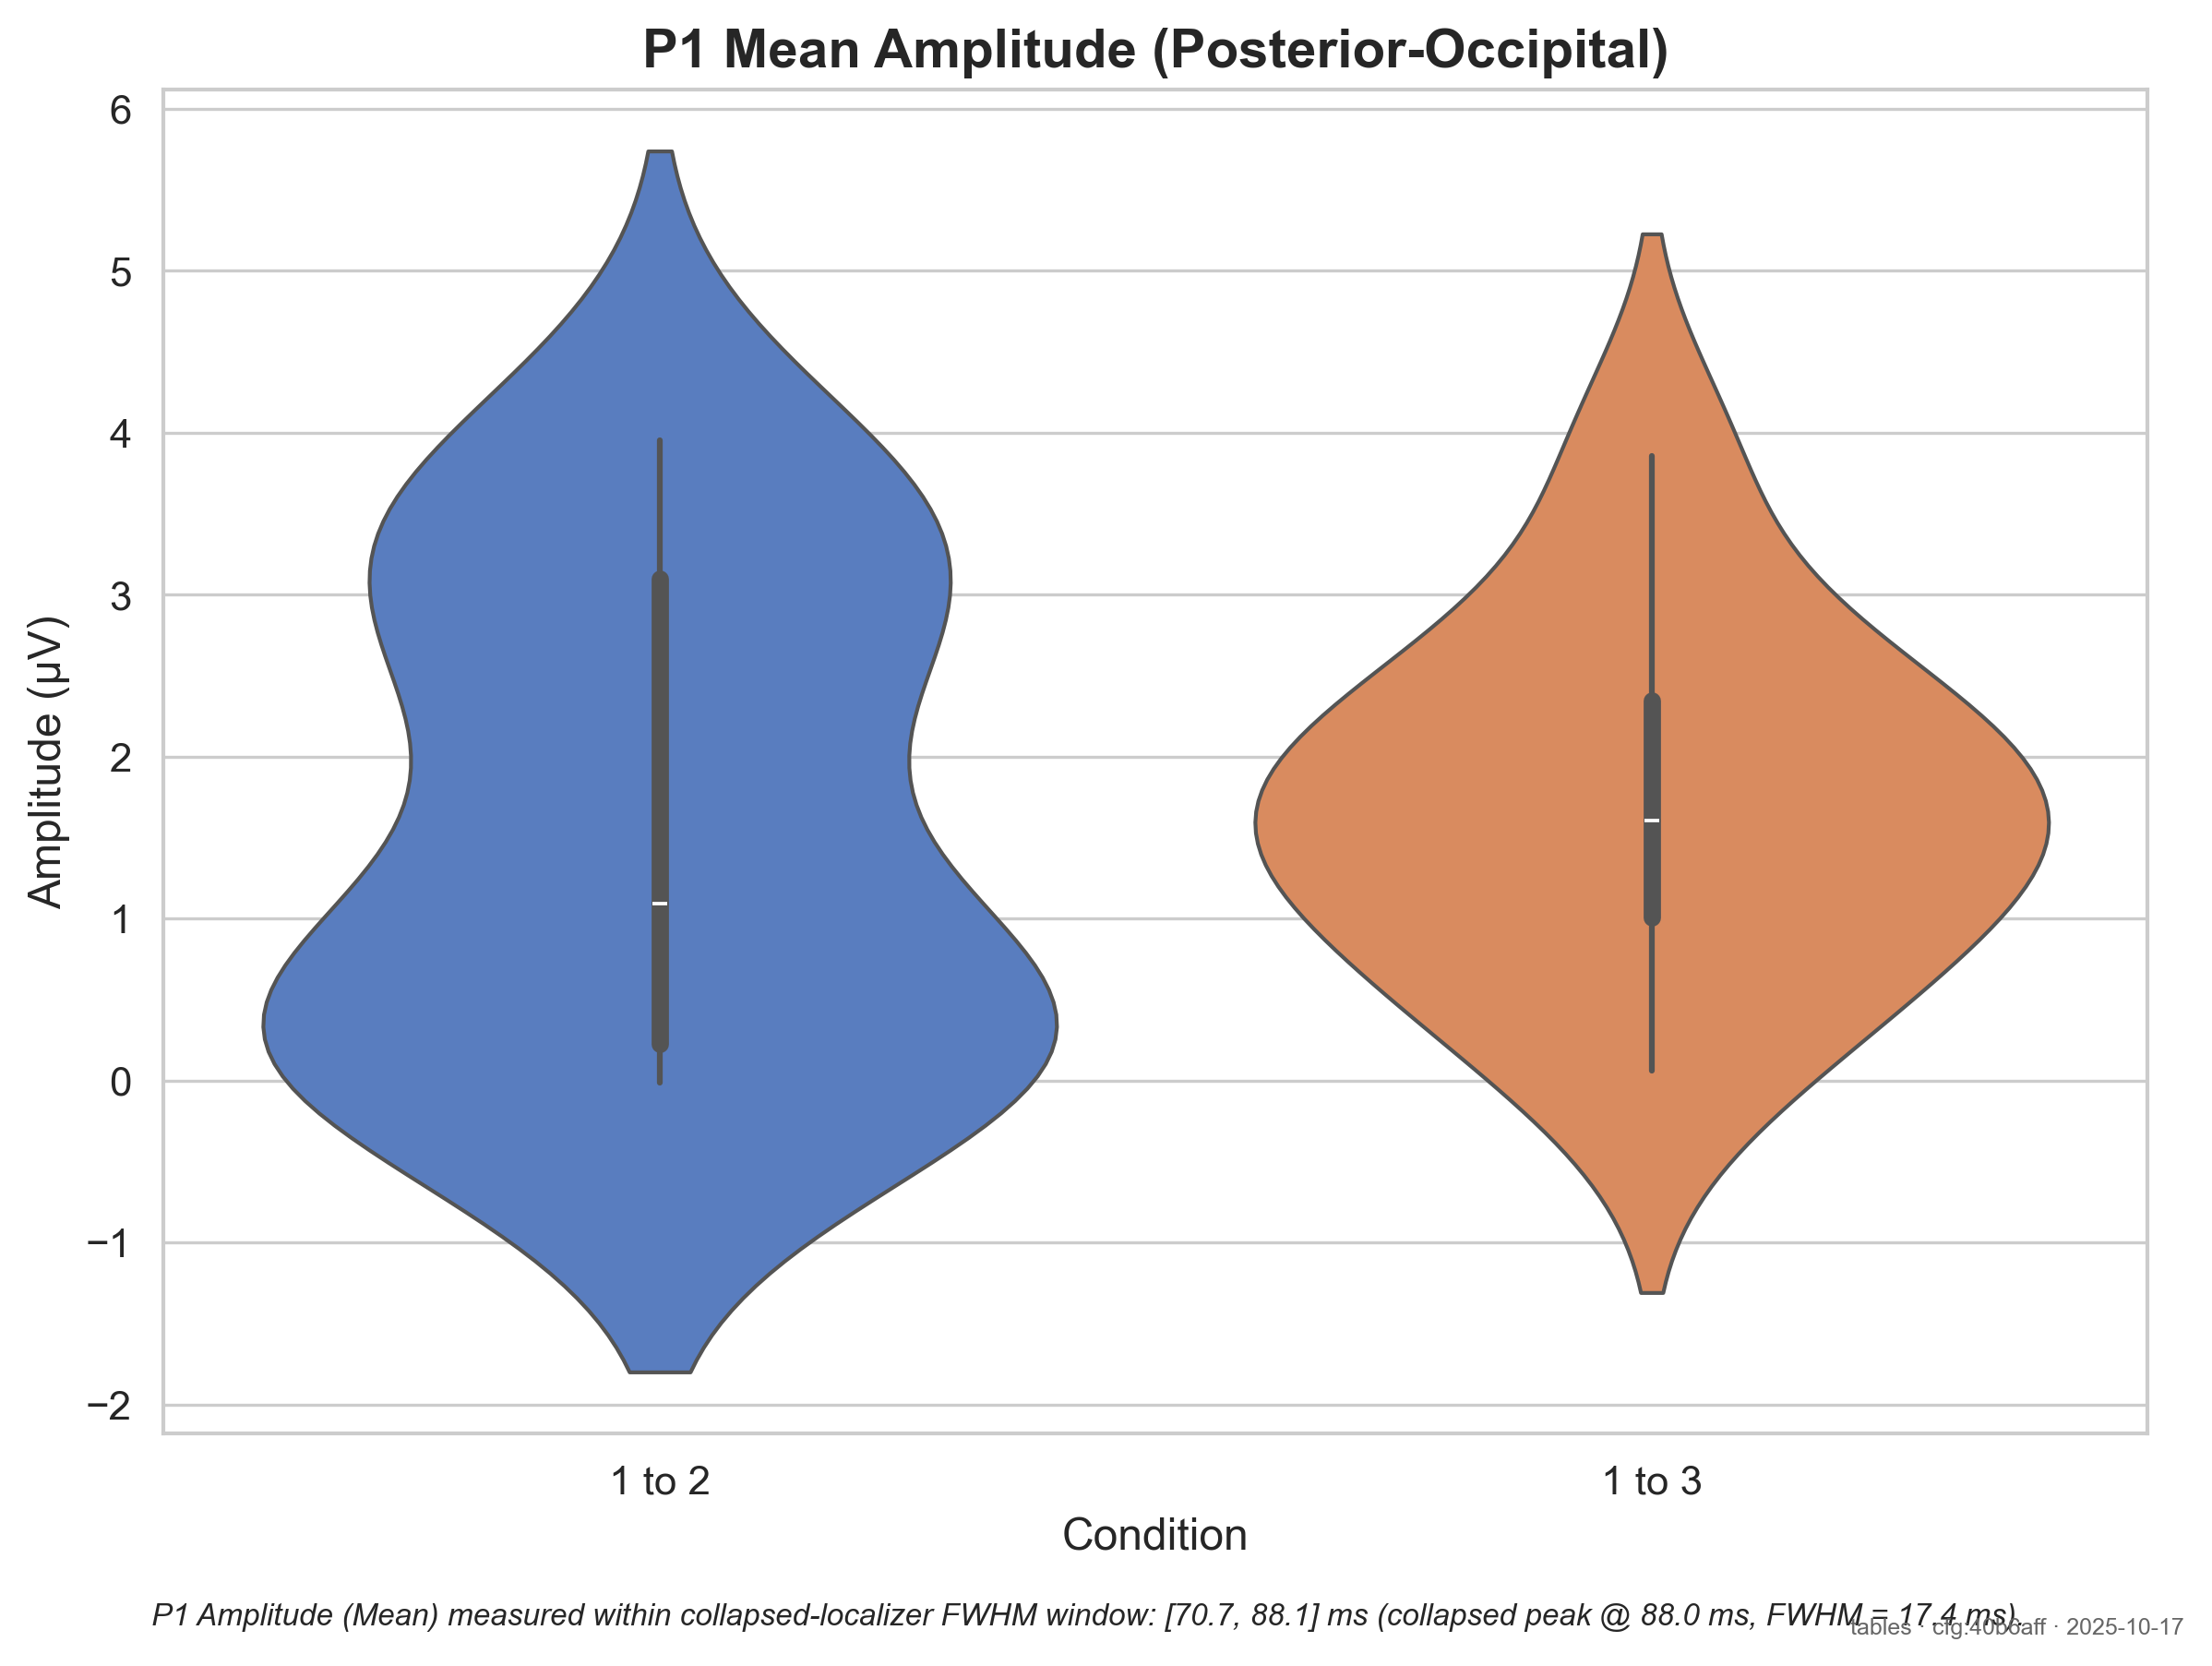 P1 Mean Amplitude (Posterior-Occipital)
6
5
4
3
2
1
0
−1
−2
Amplitude (µV)
1 to 2
1 to 3
Condition
P1 Amplitude (Mean) measured within collapsed-localizer FWHM window: [70.7, 88.1] ms (collapsed peak @ 88.0 ms, FWHM = 17.4 ms).
tables · cfg:40b6aff · 2025-10-17